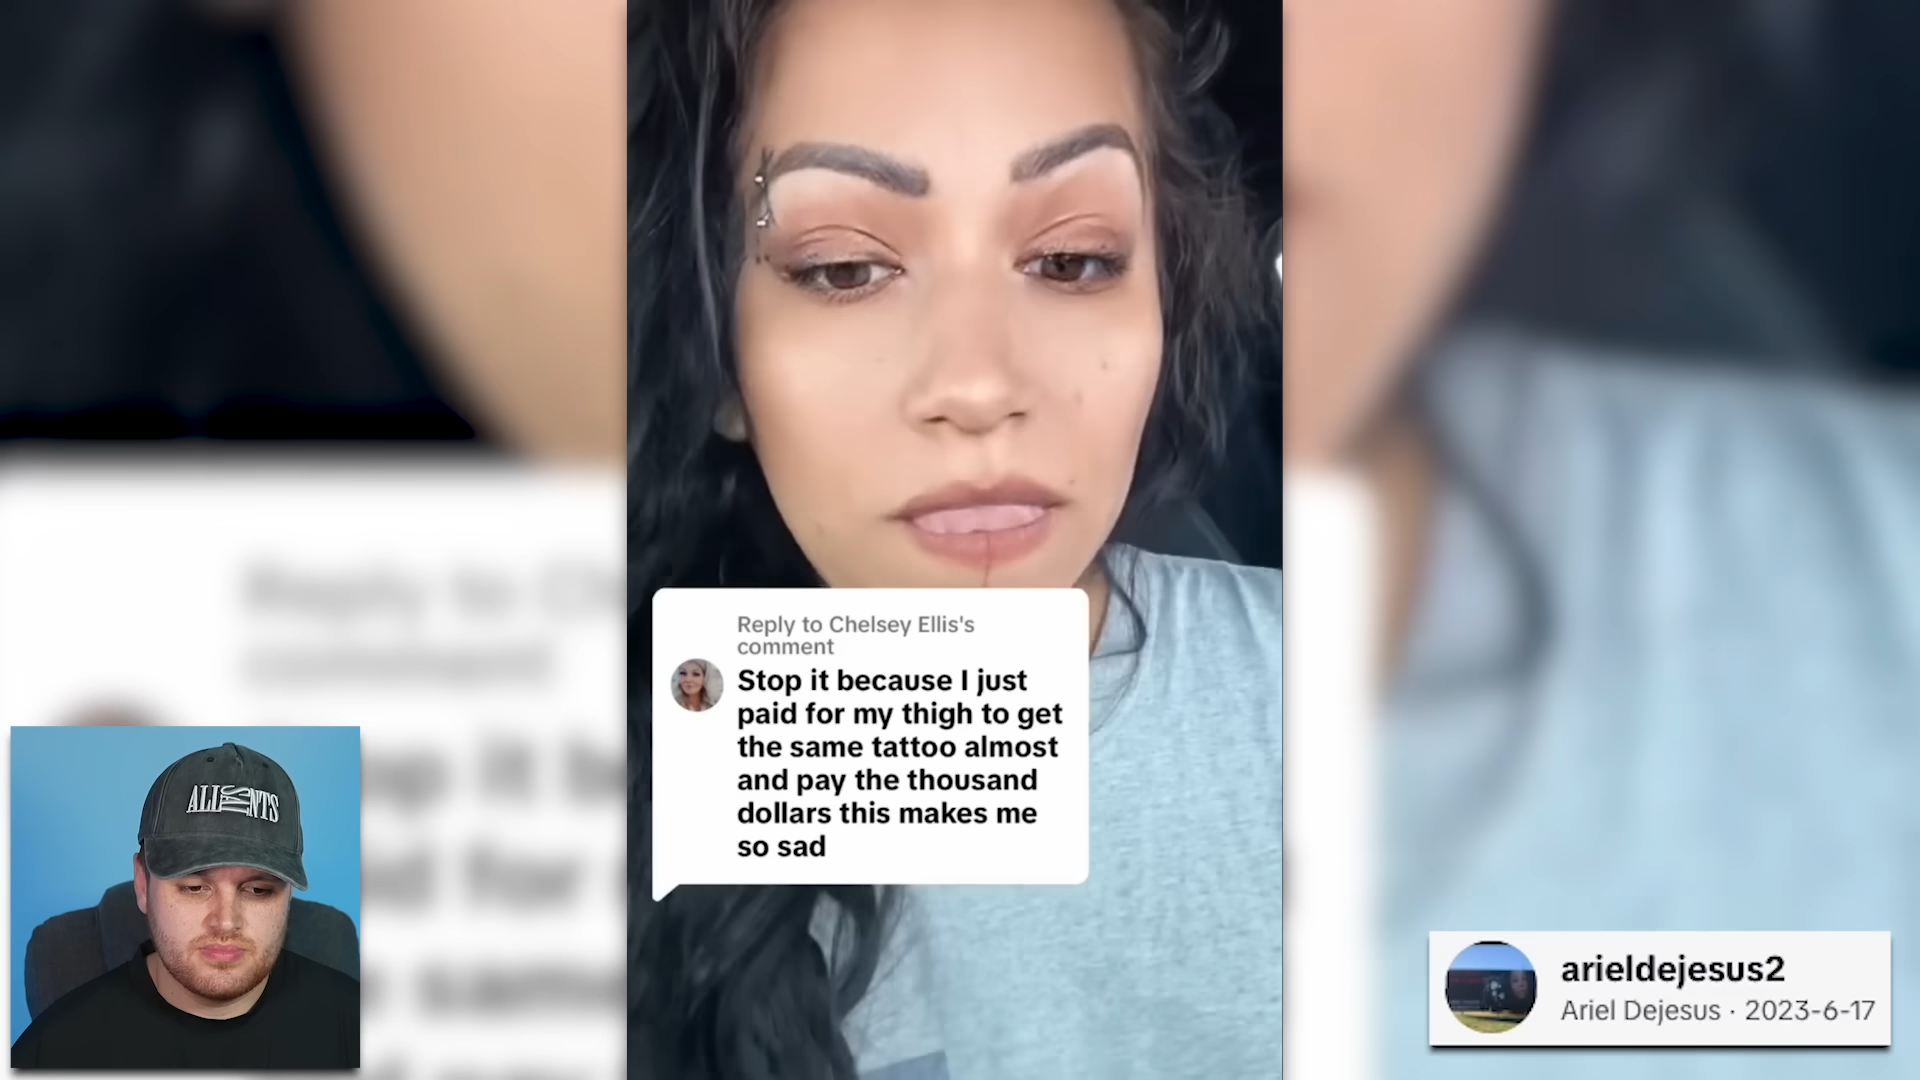 Reply to Chelsey Ellis's
comment
Stop it because I just
paid for my thigh to get
the same tattoo almost
and pay the thousand
dollars this makes me
so sad
ALLSAINTS
arieldejesus2
Ariel Dejesus · 2023-6-17